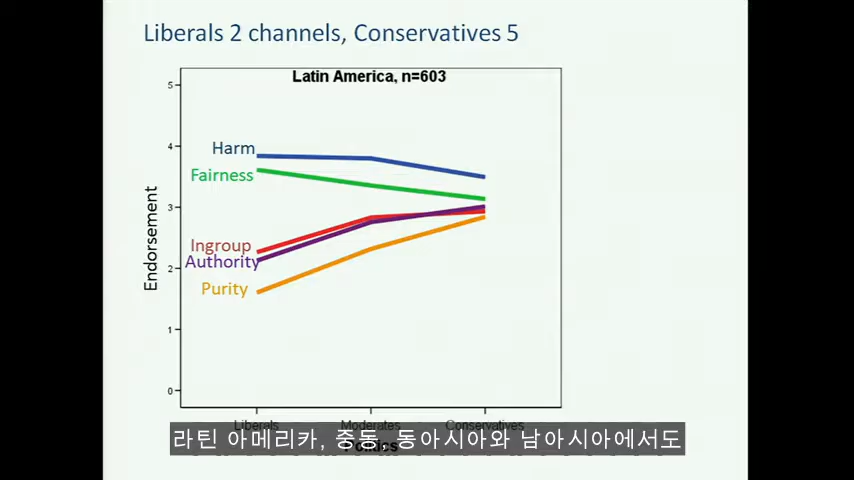 Liberals 2 channels, Conservatives 5
Latin America, n=603
5
4
3
2
1
0
Endorsement
Harm
Fairness
Ingroup
Authority
Purity
Liberals
Moderates
Conservatives
Politics
라틴 아메리카, 중동, 동아시아와 남아시아에서도